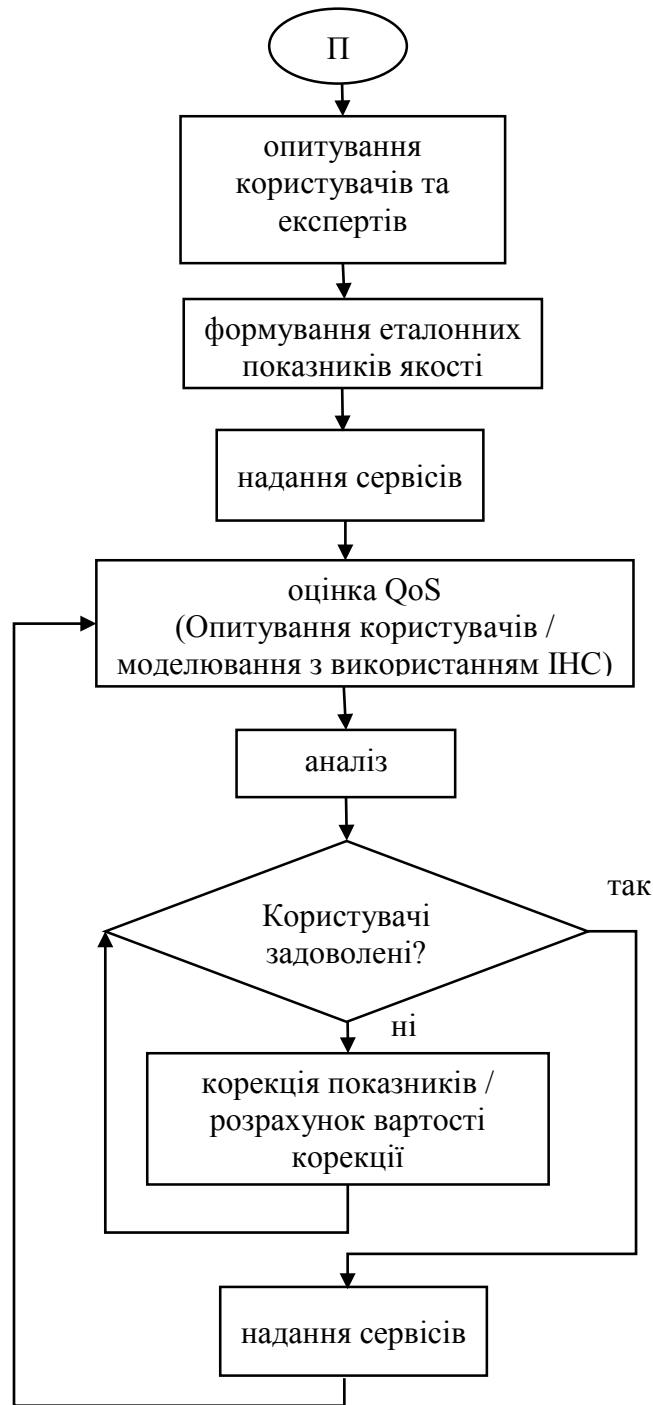 П
опитування
користувачів та
експертів
формування еталонних
показників якості
надання сервісів
оцінка QoS
(Опитування користувачів /
моделювання з використанням ІНС)
аналіз
так
Користувачі
задоволені?
ні
корекція показників /
розрахунок вартості
корекції
надання сервісів